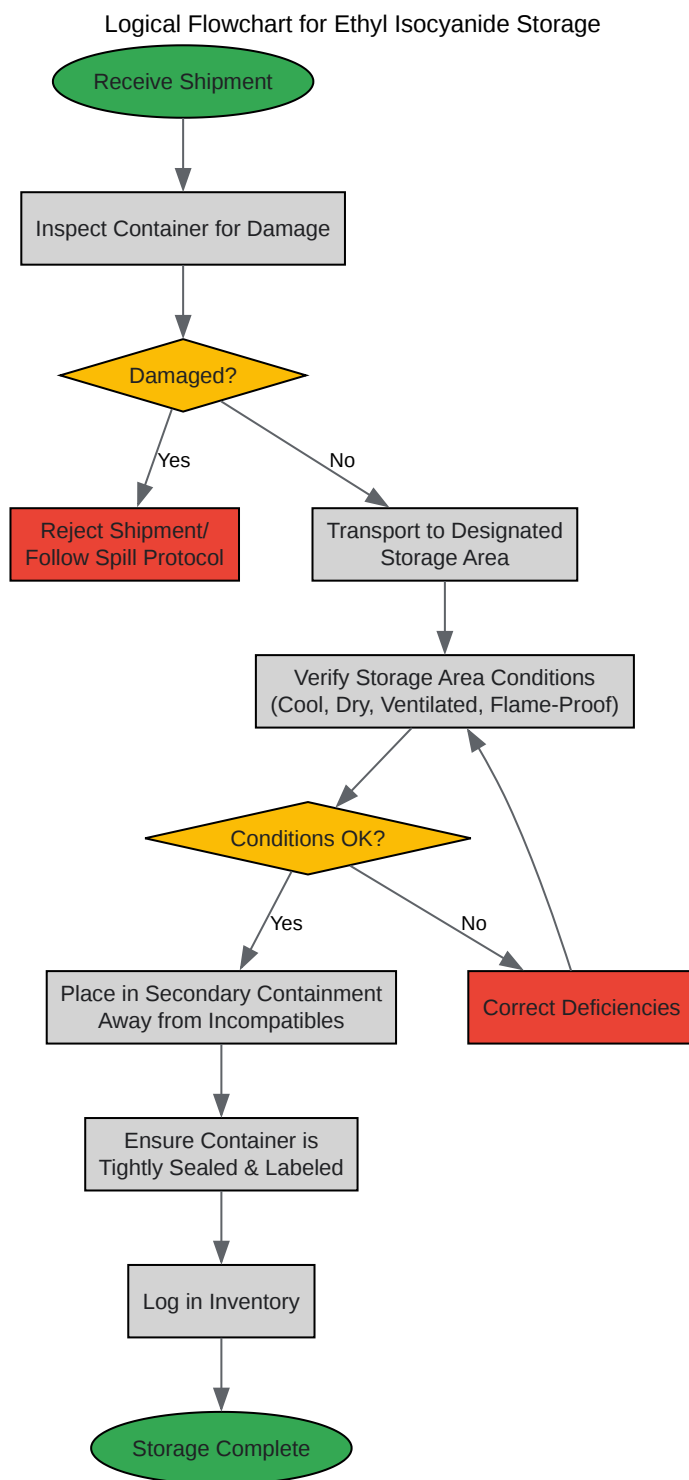 Logical Flowchart for Ethyl Isocyanide Storage
Receive Shipment
Inspect Container for Damage
Damaged?
Yes
No
Reject Shipment/
Follow Spill Protocol
Transport to Designated
Storage Area
Verify Storage Area Conditions
(Cool, Dry, Ventilated, Flame-Proof)
Conditions OK?
Yes
No
Place in Secondary Containment
Away from Incompatibles
Correct Deficiencies
Ensure Container is
Tightly Sealed & Labeled
Log in Inventory
Storage Complete